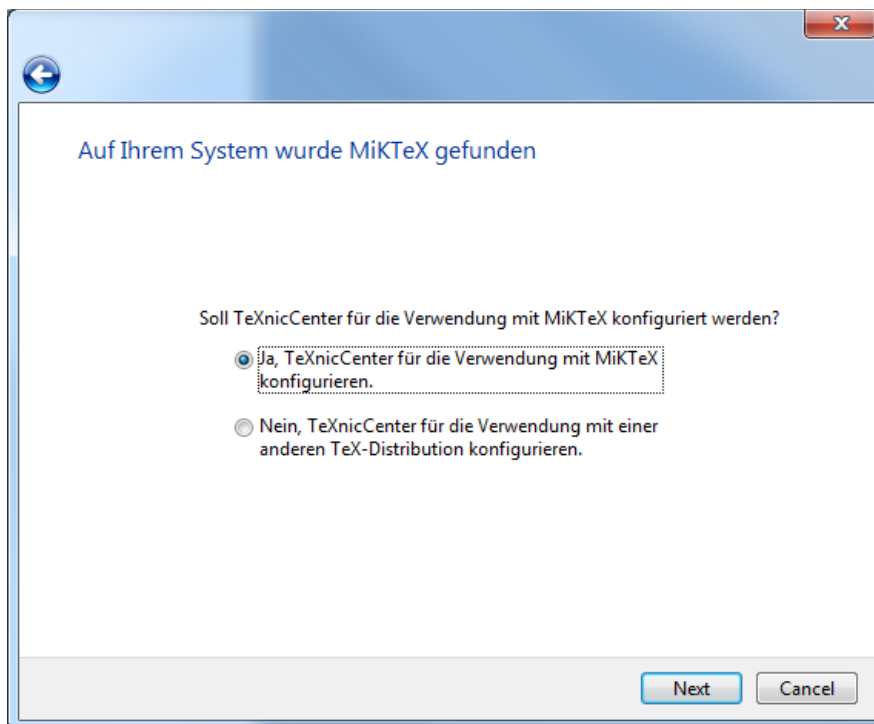 Auf Ihrem System wurde MiKTeX gefunden
Soll TeXnicCenter für die Verwendung mit MiKTeX konfiguriert werden?
Ja, TeXnicCenter für die Verwendung mit MiKTeX
konfigurieren.
Nein, TeXnicCenter für die Verwendung mit einer
anderen TeX-Distribution konfigurieren.
Next Cancel